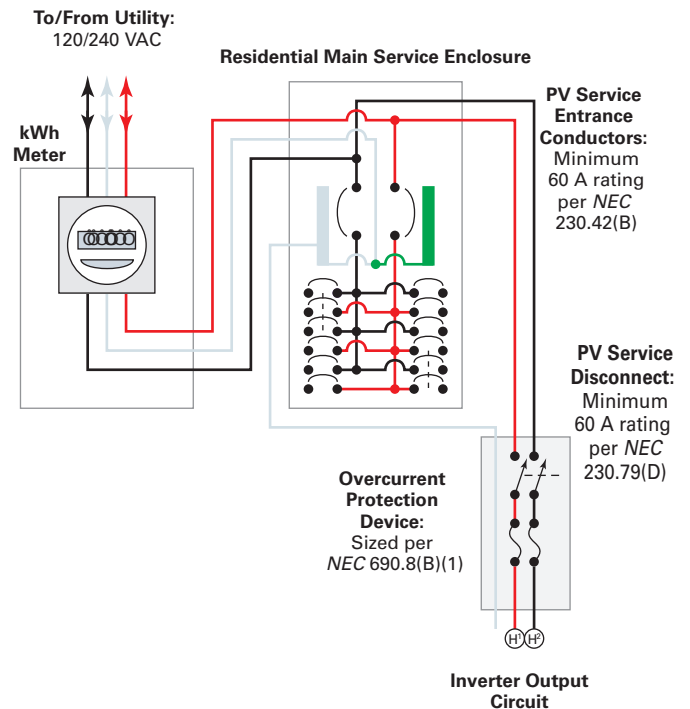 To/From Utility:
120/240 VAC
Residential Main Service Enclosure
kWh
Meter
PV Service
Entrance
Conductors:
Minimum
60 A rating
per NEC
230.42(B)
PV Service
Disconnect:
Minimum
60 A rating
per NEC
230.79(D)
Overcurrent
Protection
Device:
Sized per
NEC 690.8(B)(1)
H¹ H²
Inverter Output
Circuit